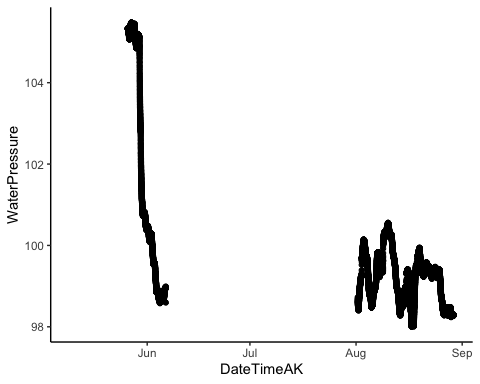 WaterPressure
104
102
100
98
Jun
Jul
Aug
Sep
DateTimeAK